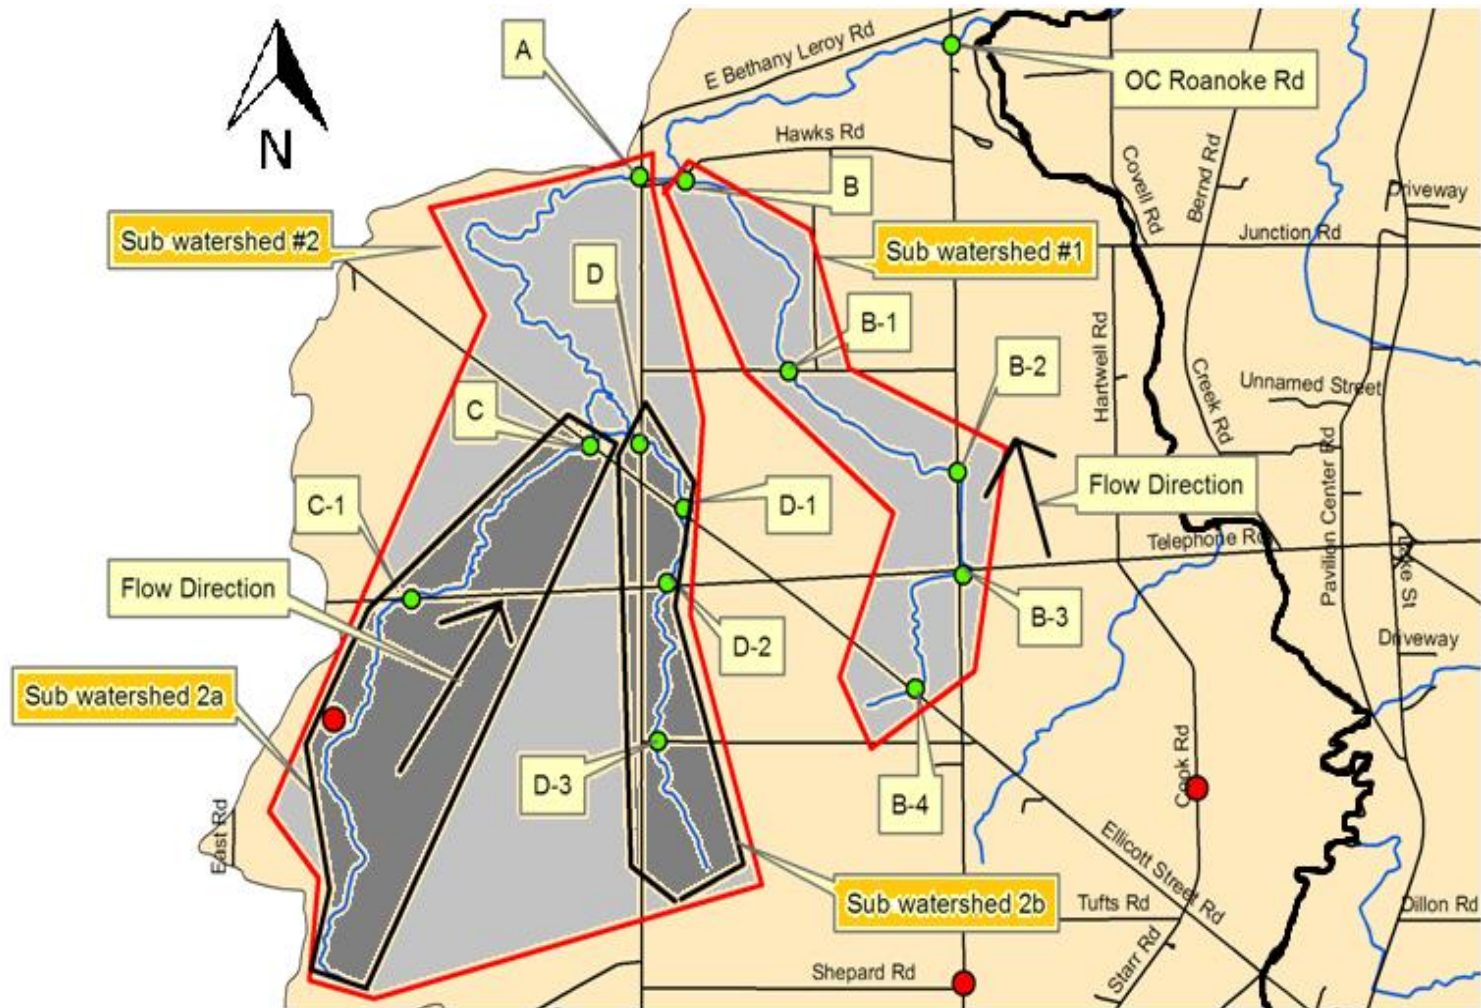 A
E Bethany Leroy Rd
OC Roanoke Rd
N
Hawks Rd
B
Covell Rd
Bernd Rd
Driveway
Sub watershed #2
D
Sub watershed #1
Junction Rd
B-1
B-2
Hartwell Rd
Creek Rd
Unnamed Street
C
C-1
D-1
Flow Direction
Pavilion Center Rd
Telephone Rd
Lake St
Flow Direction
B-3
D-2
Driveway
Sub watershed 2a
D-3
B-4
Cook Rd
East Rd
Ellicott Street Rd
Sub watershed 2b
Tufts Rd
Dillon Rd
Starr Rd
Shepard Rd